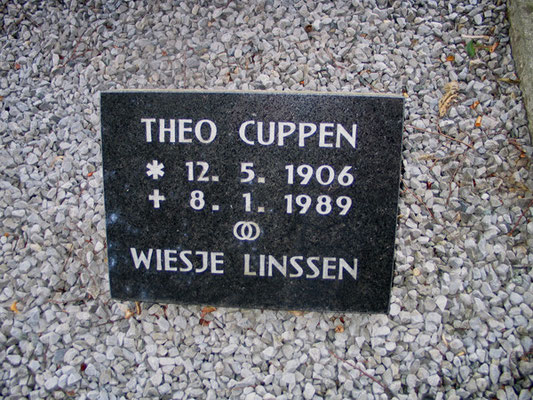 THEO CUPPEN
* 12. 5. 1906
+ 8. 1. 1989
WIESJE LINSSEN